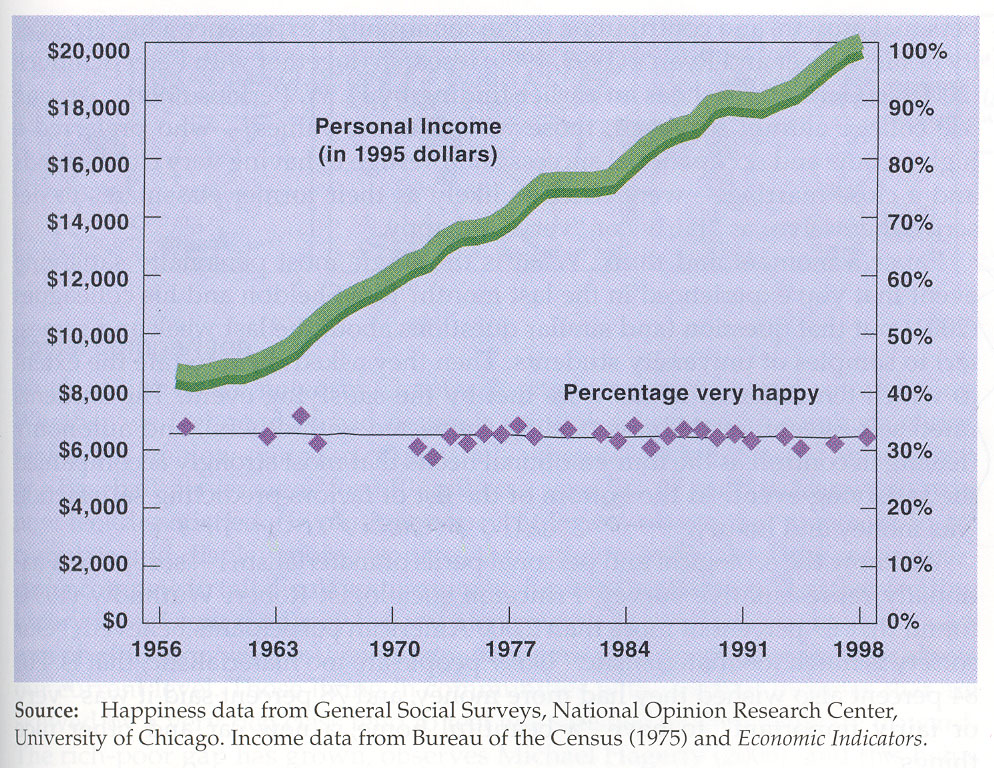 $20,000 100%
$18,000 90%
Personal Income
(in 1995 dollars)
$16,000 80%
$14,000 70%
$12,000 60%
$10,000 50%
$8,000 40%
Percentage very happy
$6,000 30%
$4,000 20%
$2,000 10%
$0 0%
1956 1963 1970 1977 1984 1991 1998
Source: Happiness data from General Social Surveys, National Opinion Research Center,
University of Chicago. Income data from Bureau of the Census (1975) and Economic Indicators.